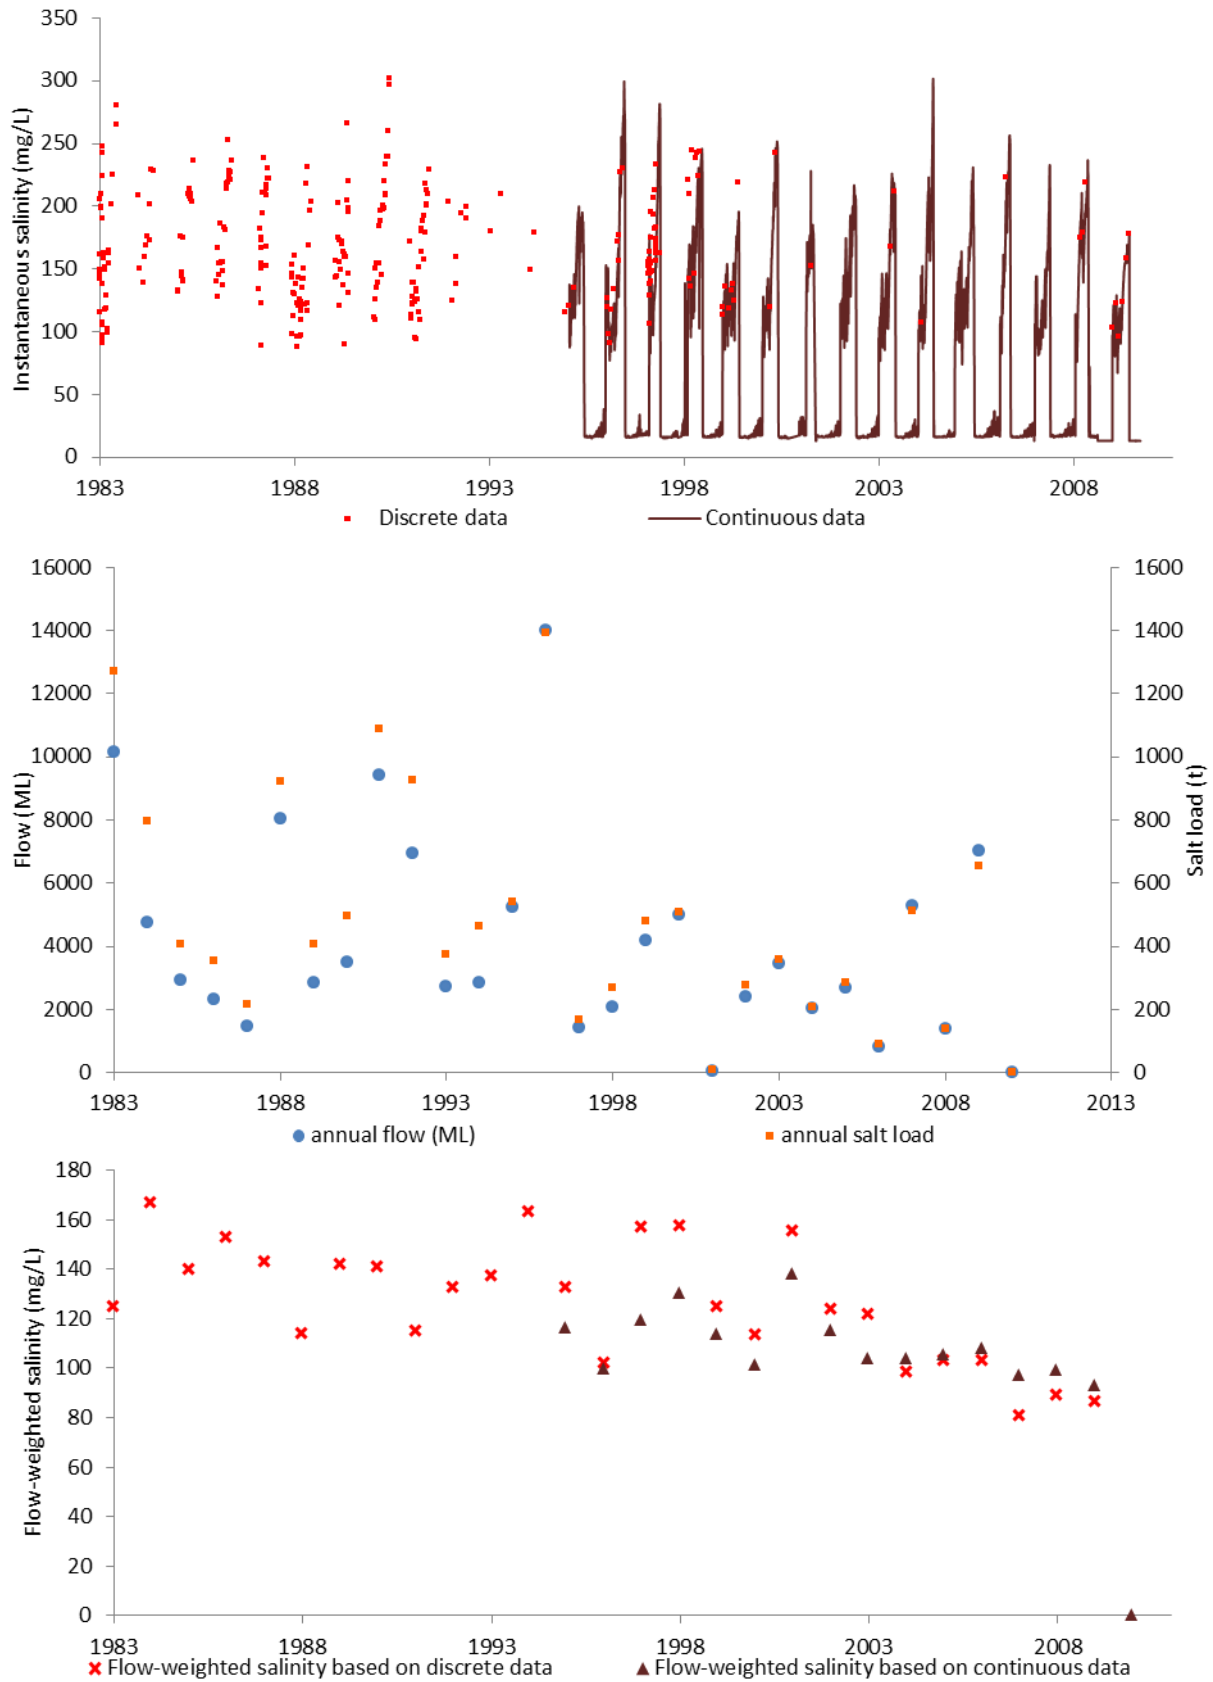 350
300
250
200
150
100
50
0
Instantaneous salinity (mg/L)
1983 1988 1993 1998 2003 2008
Discrete data Continuous data
16000 1600
14000 1400
12000 1200
10000 1000
8000 800
6000 600
4000 400
2000 200
0 0
Flow (ML)
Salt load (t)
1983 1988 1993 1998 2003 2008 2013
annual flow (ML) annual salt load
180
160
140
120
100
80
60
40
20
0
Flow-weighted salinity (mg/L)
1983 1988 1993 1998 2003 2008
Flow-weighted salinity based on discrete data Flow-weighted salinity based on continuous data